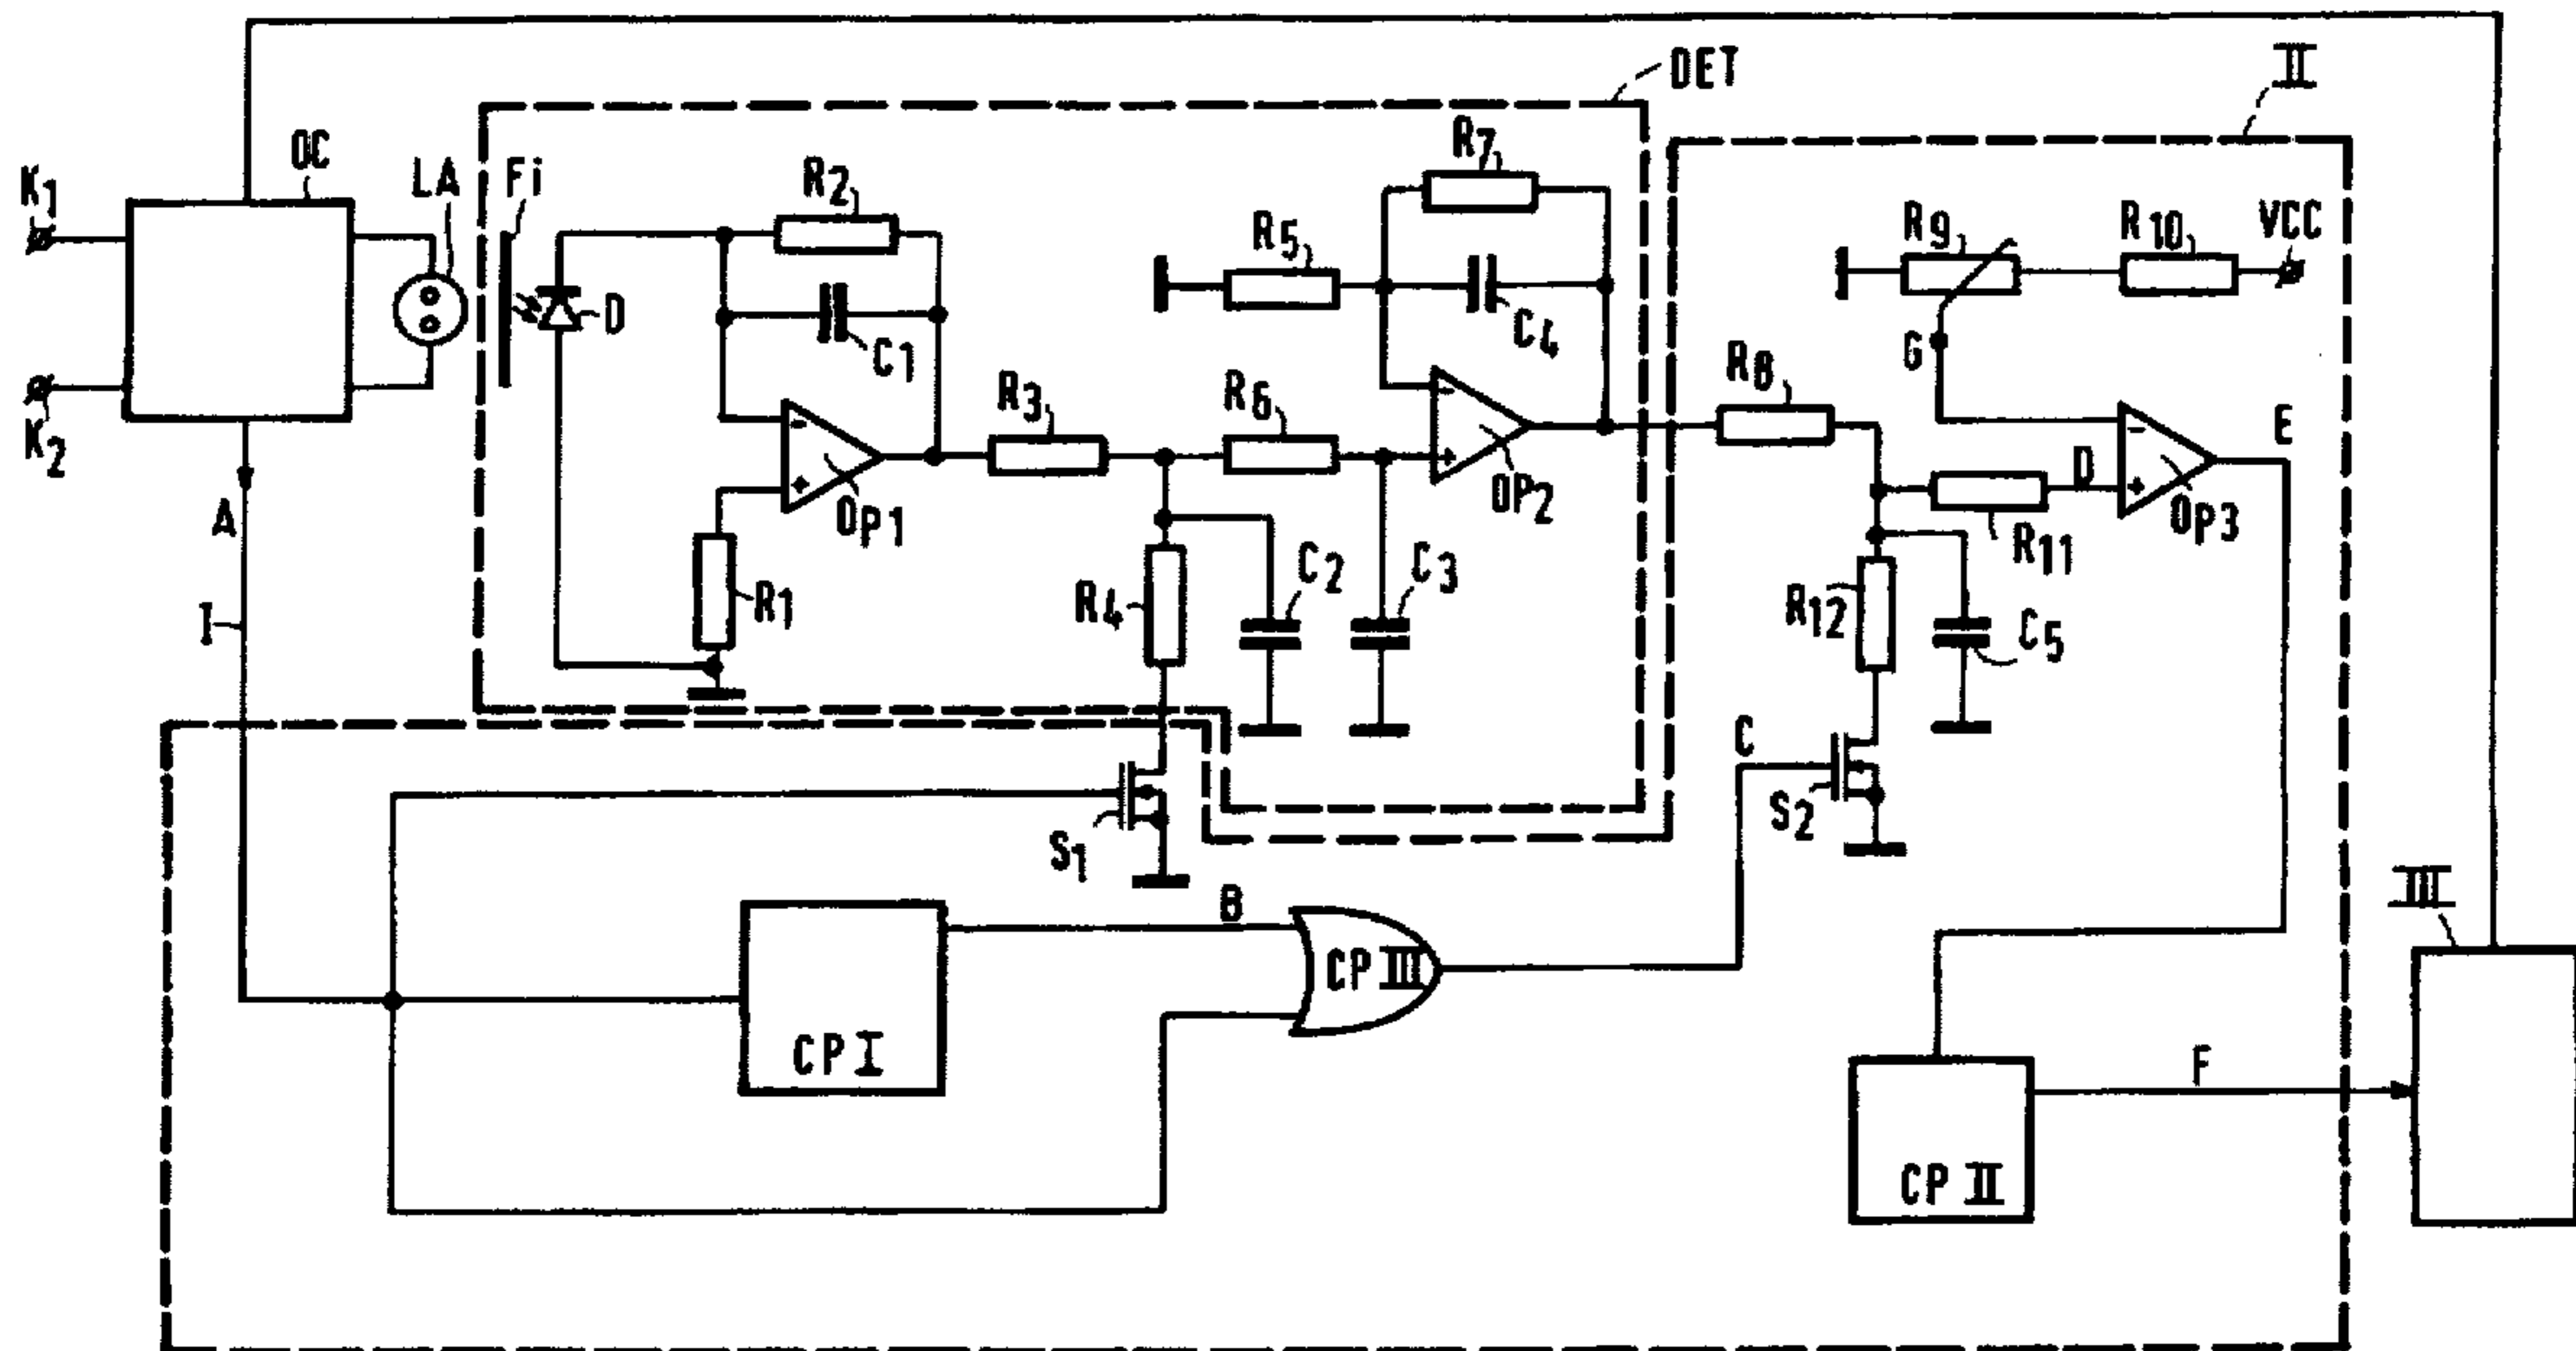 DET
II
K1
OC
LA
Fi
R2
R7
R5
R9
R10
VCC
D
C1
C4
G
R8
K2
R3
R6
E
A
OP1
OP2
D
OP3
R11
I
R1
R4
C2
C3
R12
C5
C
S1
S2
B
III
CP III
CP I
F
CP II